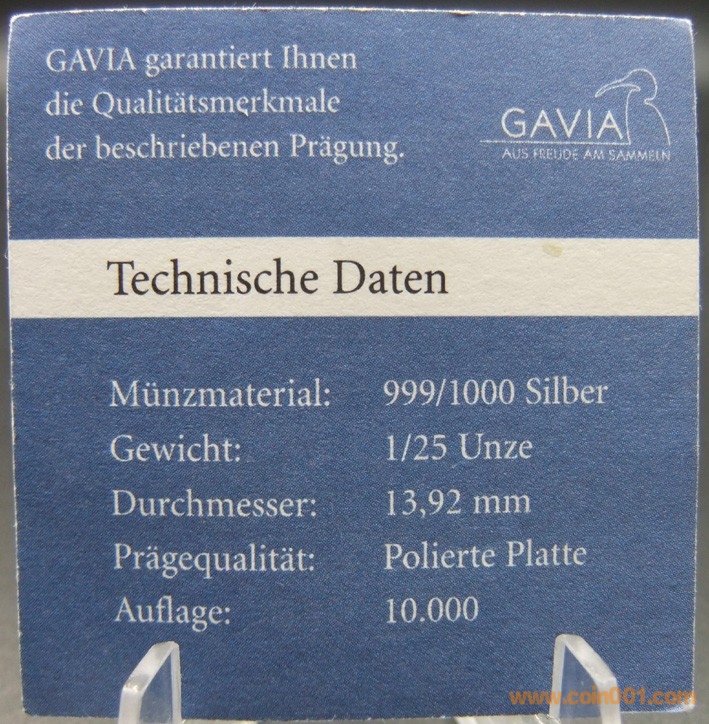 GAVIA garantiert Ihnen
die Qualitätsmerkmale
der beschriebenen Prägung.
GAVIA
AUS FREUDE AM SAMMELN
Technische Daten
Münzmaterial: 999/1000 Silber
Gewicht: 1/25 Unze
Durchmesser: 13,92 mm
Prägequalität: Polierte Platte
Auflage: 10.000
www.coin001.com